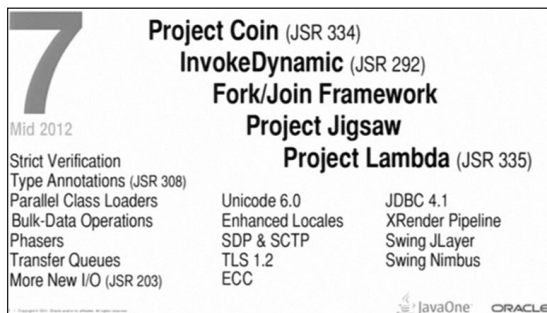 7
Mid 2012
Project Coin (JSR 334)
InvokeDynamic (JSR 292)
Fork/Join Framework
Project Jigsaw
Project Lambda (JSR 335)
Strict Verification
Type Annotations (JSR 308)
Parallel Class Loaders
Bulk-Data Operations
Phasers
Transfer Queues
More New I/O (JSR 203)
Unicode 6.0
Enhanced Locales
SDP & SCTP
TLS 1.2
ECC
JDBC 4.1
XRender Pipeline
Swing JLayer
Swing Nimbus
JavaOne
ORACLE